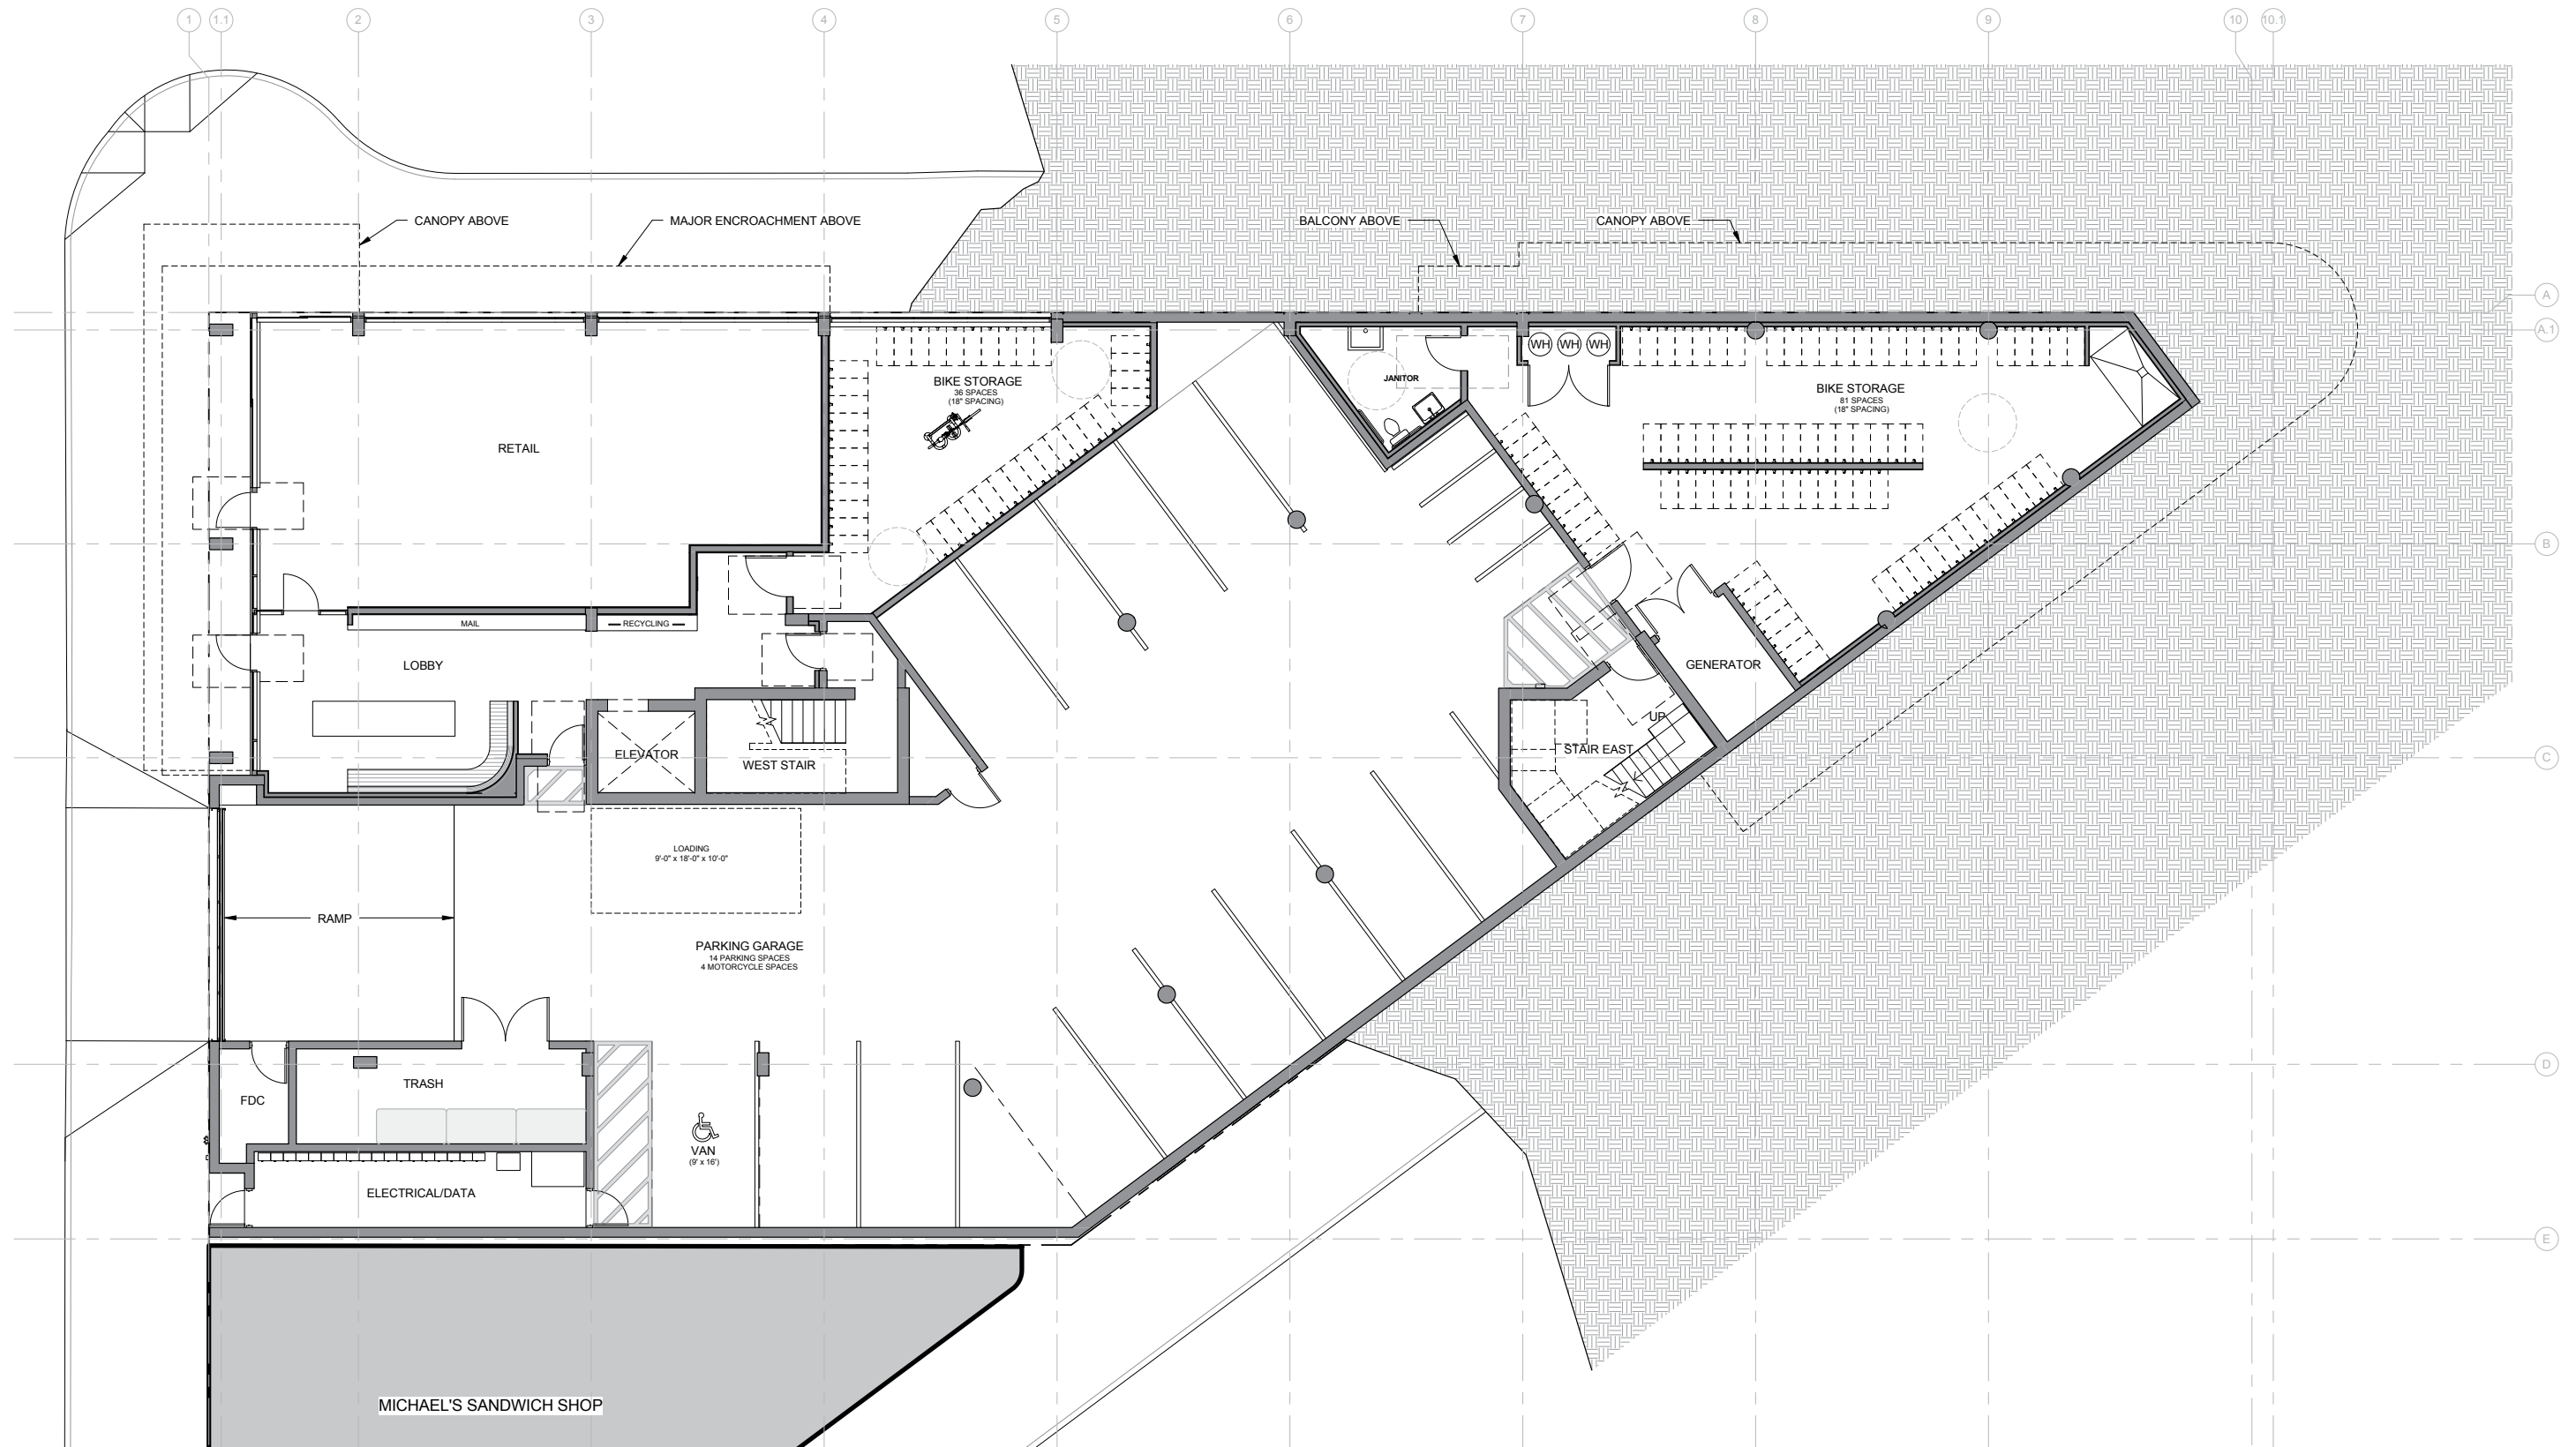 1 1.1 2 3 4 5 6 7 8 9 10 10.1
CANOPY ABOVE
MAJOR ENCROACHMENT ABOVE
BALCONY ABOVE
CANOPY ABOVE
A
A.1
WH WH WH
JANITOR
BIKE STORAGE
36 SPACES
(18" SPACING)
BIKE STORAGE
81 SPACES
(18" SPACING)
RETAIL
B
MAIL
RECYCLING
LOBBY
GENERATOR
UP
STAIR EAST
ELEVATOR
WEST STAIR
C
LOADING
9'-0" x 18'-0" x 10'-0"
RAMP
PARKING GARAGE
14 PARKING SPACES
4 MOTORCYCLE SPACES
D
TRASH
FDC
VAN
(9' x 16')
ELECTRICAL/DATA
E
MICHAEL'S SANDWICH SHOP